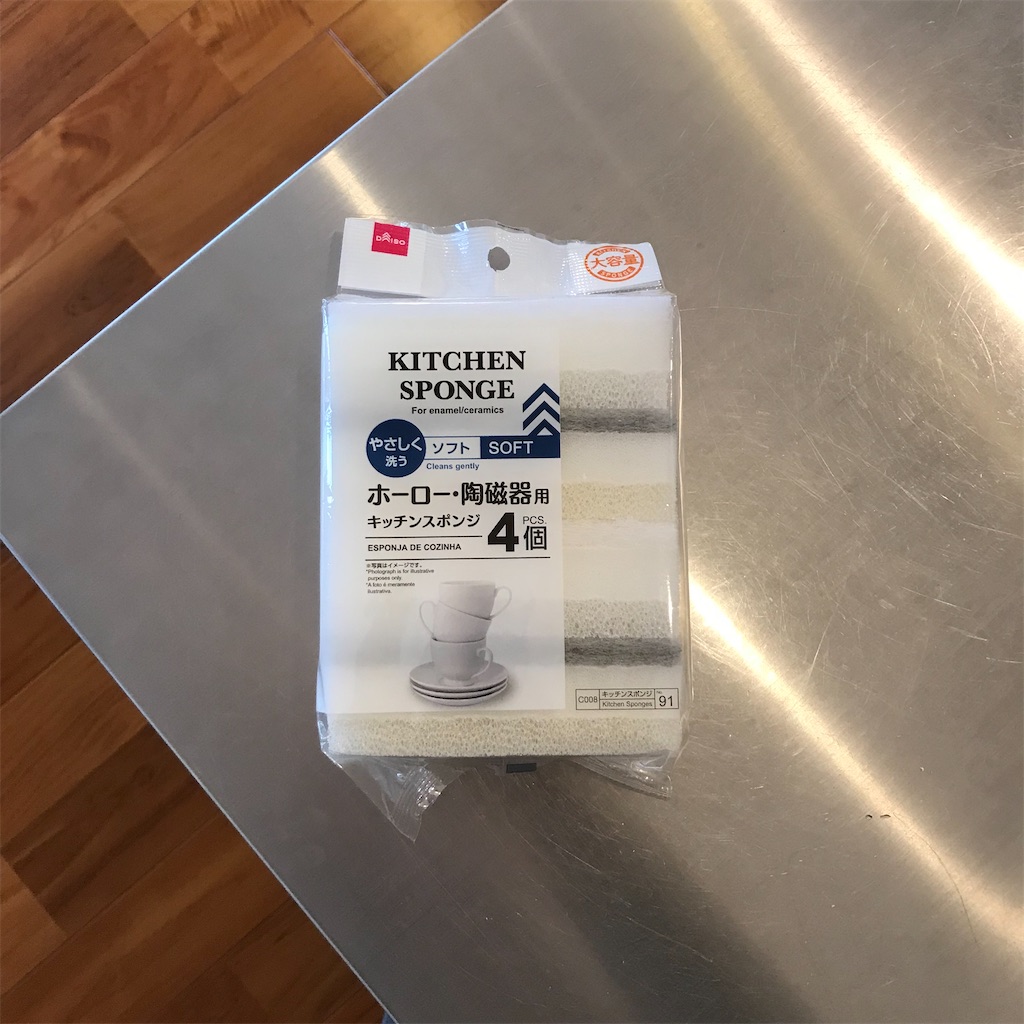 DAISO
KITCHEN
大容量
SPONGE
KITCHEN
SPONGE
For enamel/ceramics
やさしく
洗う
ソフト
SOFT
Cleans gently
ホーロー・陶磁器用
キッチンスポンジ
4
PCS.
個
ESPONJA DE COZINHA
※写真はイメージです。
*Photograph is for illustrative
purposes only.
*A foto é meramente
ilustrativa.
C008
キッチンスポンジ
Kitchen Sponges
No.
91